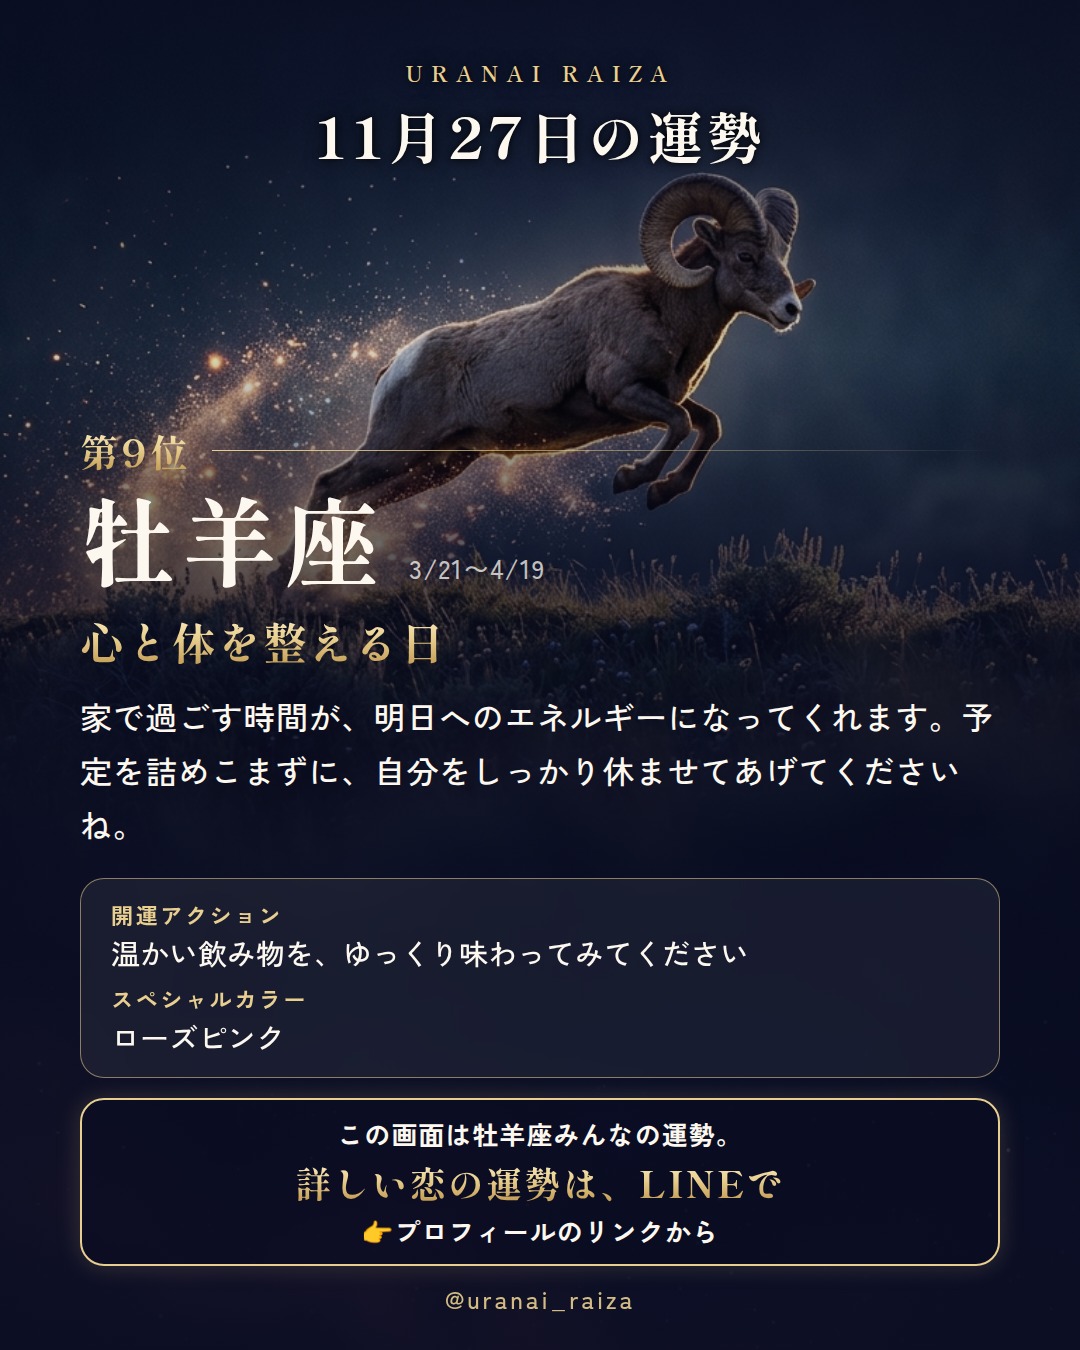 URANAI RAIZA
11月27日の運勢
第9位
牡羊座 3/21〜4/19
心と体を整える日
家で過ごす時間が、明日へのエネルギーになってくれます。予
定を詰めこまずに、自分をしっかり休ませてあげてください
ね。
開運アクション
温かい飲み物を、ゆっくり味わってみてください
スペシャルカラー
ローズピンク
この画面は牡羊座みんなの運勢。
詳しい恋の運勢は、LINEで
👉プロフィールのリンクから
@uranai_raiza